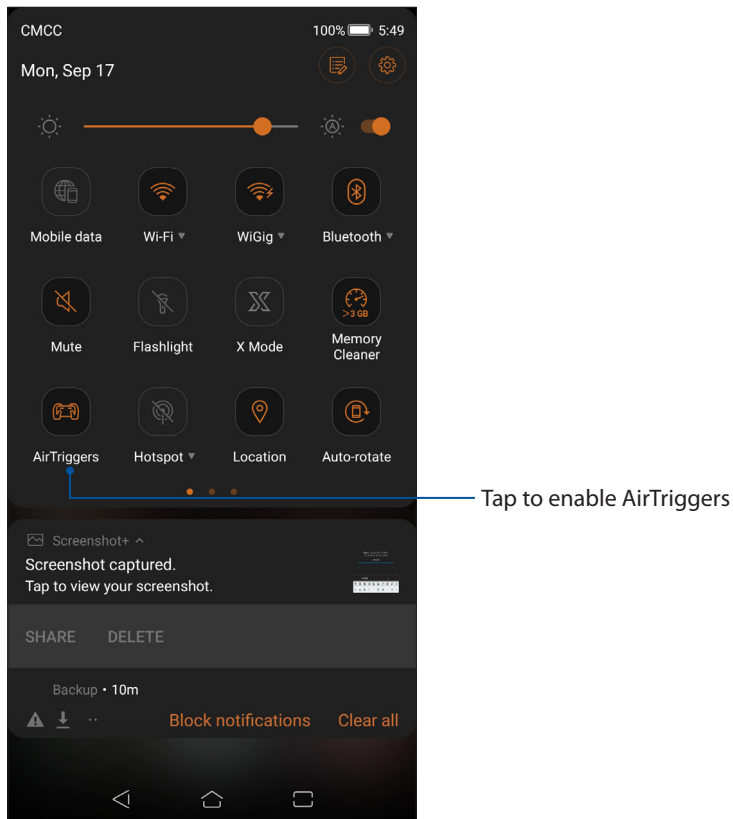 CMCC 100% 5:49
Mon, Sep 17
Mobile data Wi-Fi WiGig Bluetooth
>3 GB
Mute Flashlight X Mode Memory
Cleaner
AirTriggers Hotspot Location Auto-rotate
Tap to enable AirTriggers
Screenshot+
Screenshot captured.
Tap to view your screenshot.
SHARE DELETE
Backup • 10m
Block notifications Clear all